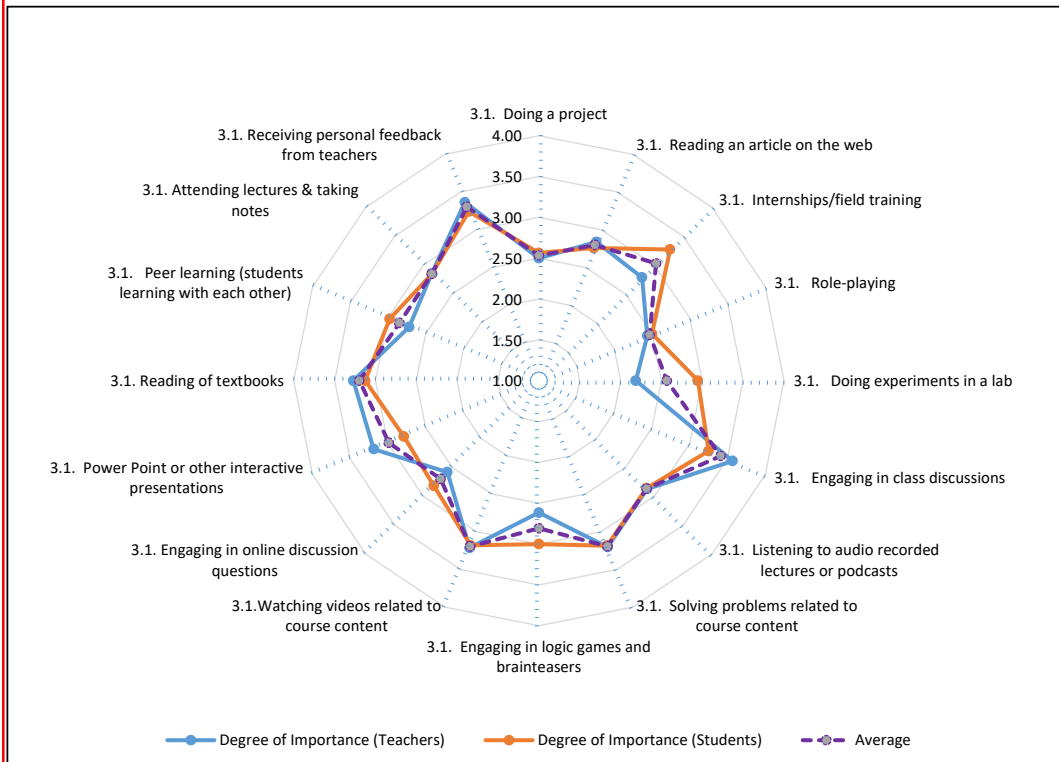 3.1. Doing a project
3.1. Reading an article on the web
3.1. Internships/field training
3.1. Role-playing
3.1. Doing experiments in a lab
3.1. Engaging in class discussions
3.1. Listening to audio recorded
lectures or podcasts
3.1. Solving problems related to
course content
3.1. Engaging in logic games and
brainteasers
3.1.Watching videos related to
course content
3.1. Engaging in online discussion
questions
3.1. Power Point or other interactive
presentations
3.1. Reading of textbooks
3.1. Peer learning (students
learning with each other)
3.1. Attending lectures & taking
notes
3.1. Receiving personal feedback
from teachers
4.00
3.50
3.00
2.50
2.00
1.50
1.00
Degree of Importance (Teachers)
Degree of Importance (Students)
Average